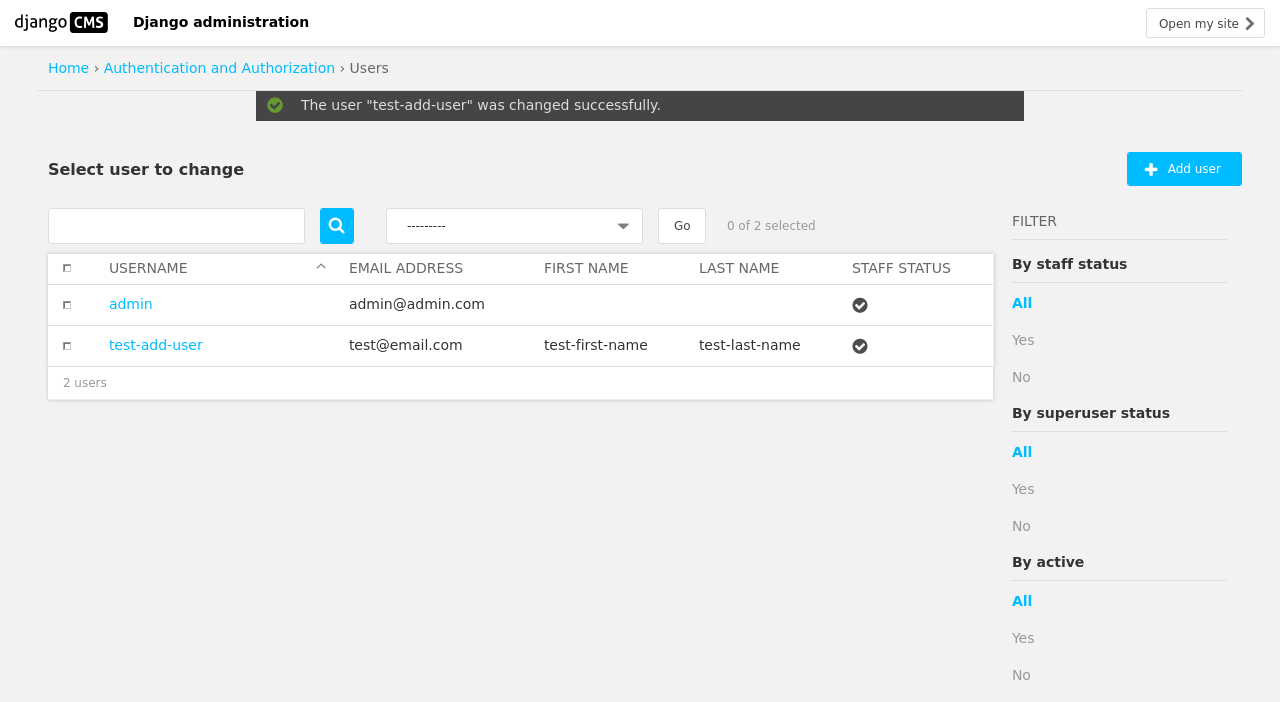 django CMS
Django administration
Open my site
Home › Authentication and Authorization › Users
The user "test-add-user" was changed successfully.
Select user to change
Add user
---------
Go
0 of 2 selected
USERNAME EMAIL ADDRESS FIRST NAME LAST NAME STAFF STATUS
admin admin@admin.com
test-add-user test@email.com test-first-name test-last-name
2 users
FILTER
By staff status
All
Yes
No
By superuser status
All
Yes
No
By active
All
Yes
No